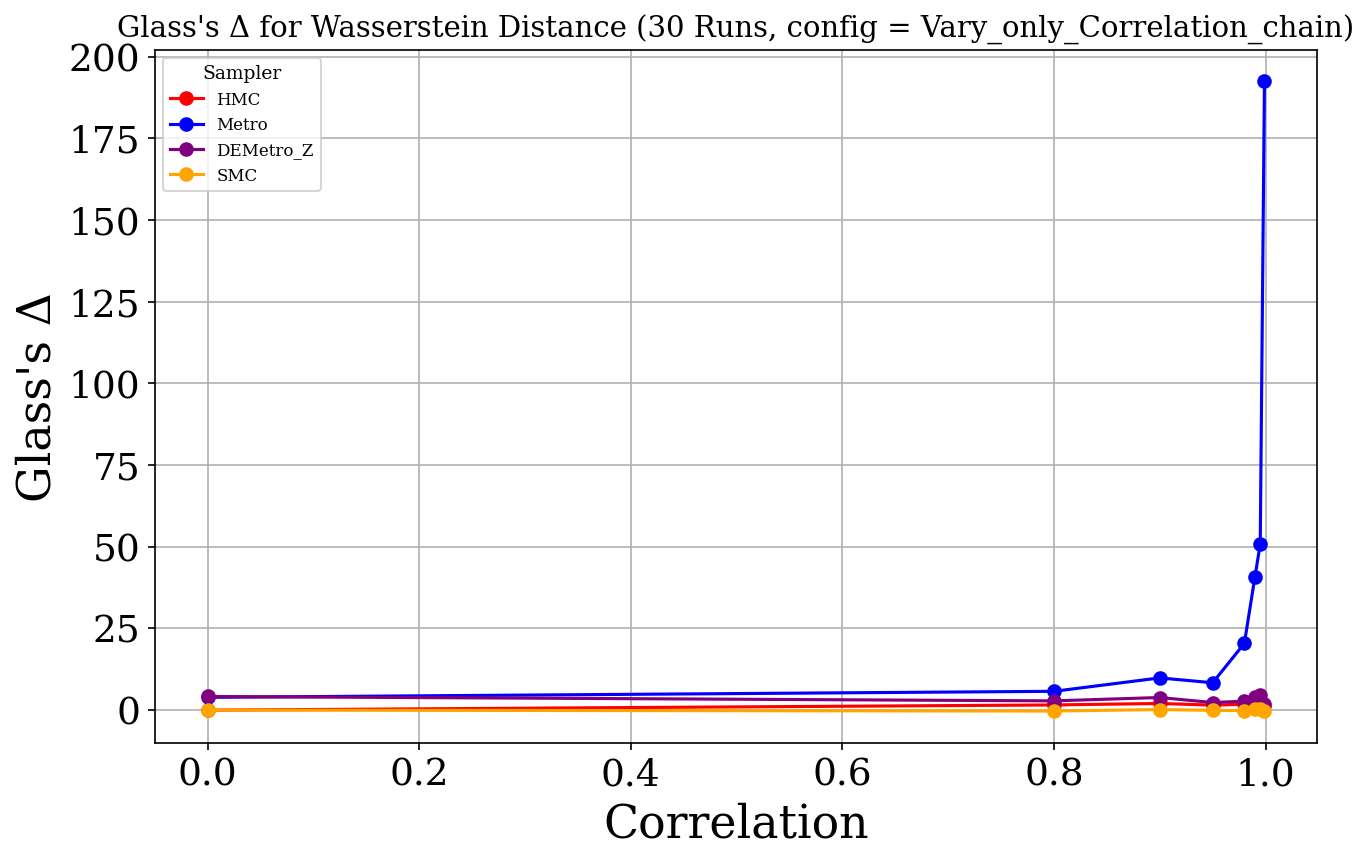 Glass's Δ for Wasserstein Distance (30 Runs, config = Vary_only_Correlation_chain)
Sampler
HMC
Metro
DEMetro_Z
SMC
Glass's Δ
200
175
150
125
100
75
50
25
0
0.0 0.2 0.4 0.6 0.8 1.0
Correlation